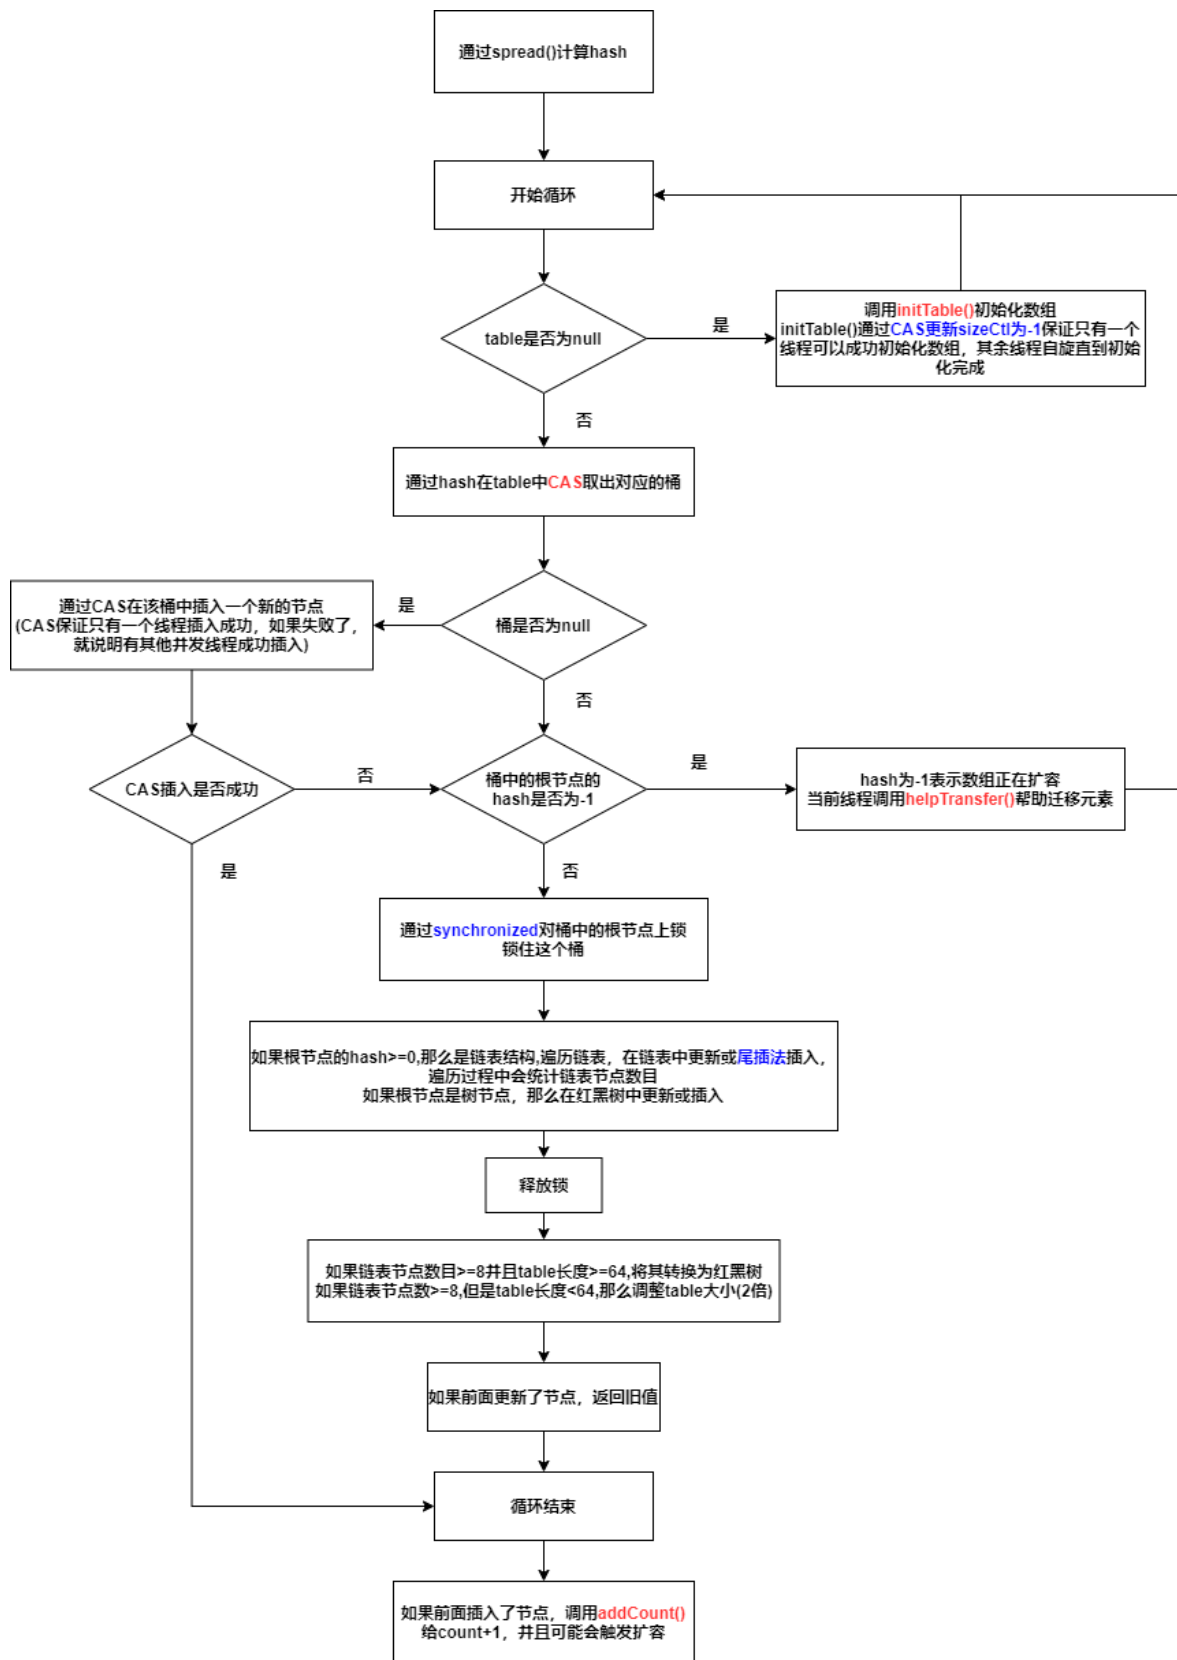 通过spread()计算hash
开始循环
table是否为null
是
调用initTable()初始化数组
initTable()通过CAS更新sizeCtl为-1保证只有一个
线程可以成功初始化数组，其余线程自旋直到初始
化完成
否
通过hash在table中CAS取出对应的桶
通过CAS在该桶中插入一个新的节点
(CAS保证只有一个线程插入成功，如果失败了，
就说明有其他并发线程成功插入)
是
桶是否为null
否
CAS插入是否成功
否
桶中的根节点的
hash是否为-1
是
hash为-1表示数组正在扩容
当前线程调用helpTransfer()帮助迁移元素
是
否
通过synchronized对桶中的根节点上锁
锁住这个桶
如果根节点的hash>=0,那么是链表结构,遍历链表，在链表中更新或尾插法插入，
遍历过程中会统计链表节点数目
如果根节点是树节点，那么在红黑树中更新或插入
释放锁
如果链表节点数目>=8并且table长度>=64,将其转换为红黑树
如果链表节点数>=8,但是table长度<64,那么调整table大小(2倍)
如果前面更新了节点，返回旧值
循环结束
如果前面插入了节点，调用addCount()
给count+1，并且可能会触发扩容